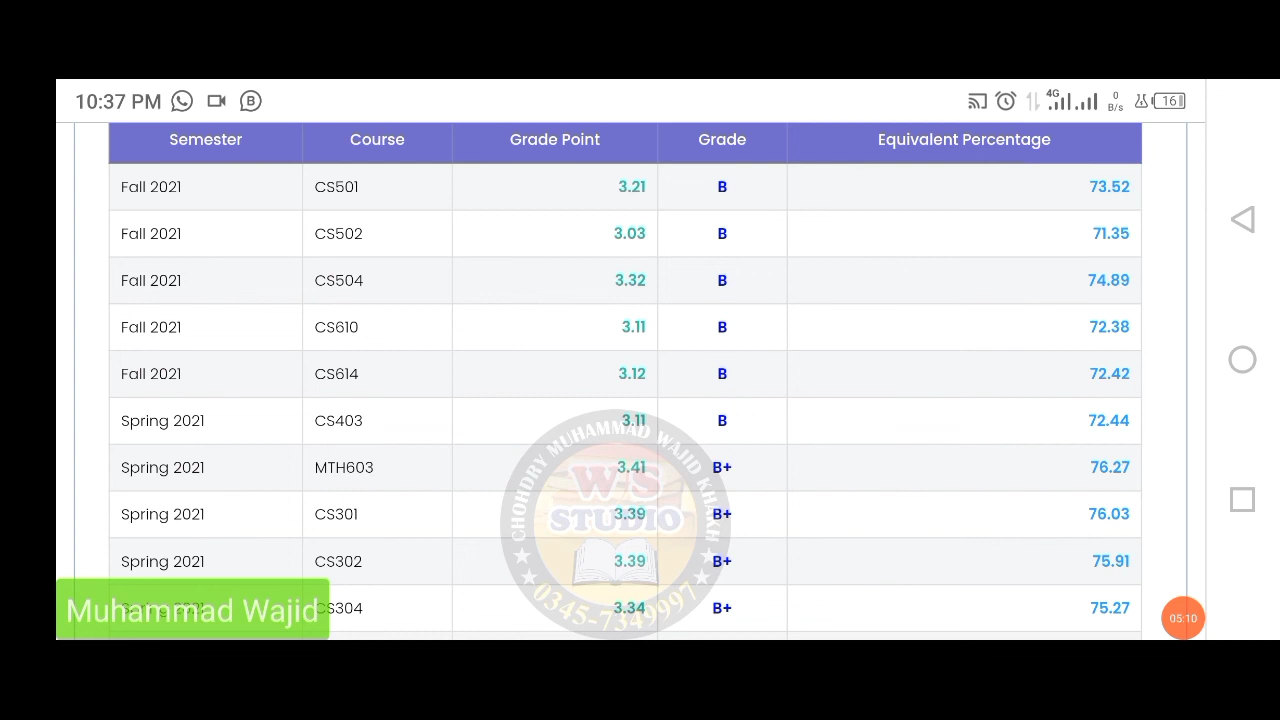 10:37 PM B 4G 0 B/s 16
Semester Course Grade Point Grade Equivalent Percentage
Fall 2021 CS501 3.21 B 73.52
Fall 2021 CS502 3.03 B 71.35
Fall 2021 CS504 3.32 B 74.89
Fall 2021 CS610 3.11 B 72.38
Fall 2021 CS614 3.12 B 72.42
Spring 2021 CS403 3.11 B 72.44
Spring 2021 MTH603 3.41 B+ 76.27
Spring 2021 CS301 3.39 B+ 76.03
Spring 2021 CS302 3.39 B+ 75.91
Spring 2021 CS304 3.34 B+ 75.27
CHOHDRY MUHAMMAD WAJID KHAKH
W-S
STUDIO
0345-7349997
Muhammad Wajid
05:10